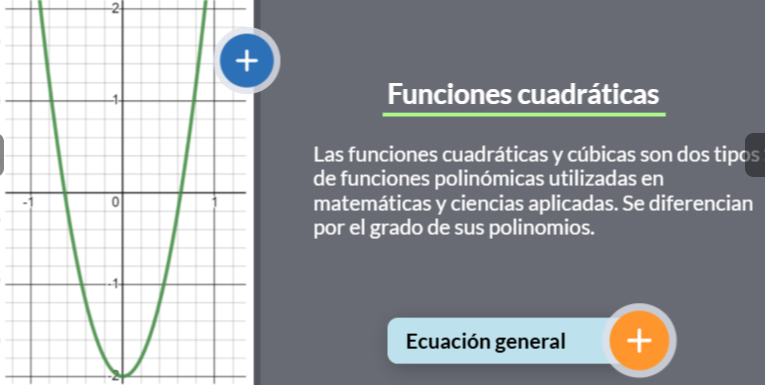 2
1
-1
0
1
-1
-2
Funciones cuadráticas
Las funciones cuadráticas y cúbicas son dos tipos
de funciones polinómicas utilizadas en
matemáticas y ciencias aplicadas. Se diferencian
por el grado de sus polinomios.
Ecuación general